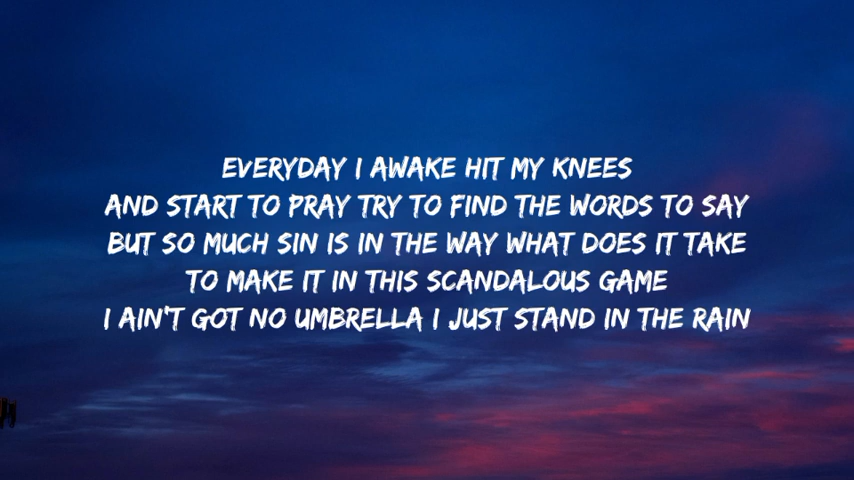 EVERYDAY I AWAKE HIT MY KNEES
AND START TO PRAY TRY TO FIND THE WORDS TO SAY
BUT SO MUCH SIN IS IN THE WAY WHAT DOES IT TAKE
TO MAKE IT IN THIS SCANDALOUS GAME
I AIN'T GOT NO UMBRELLA I JUST STAND IN THE RAIN